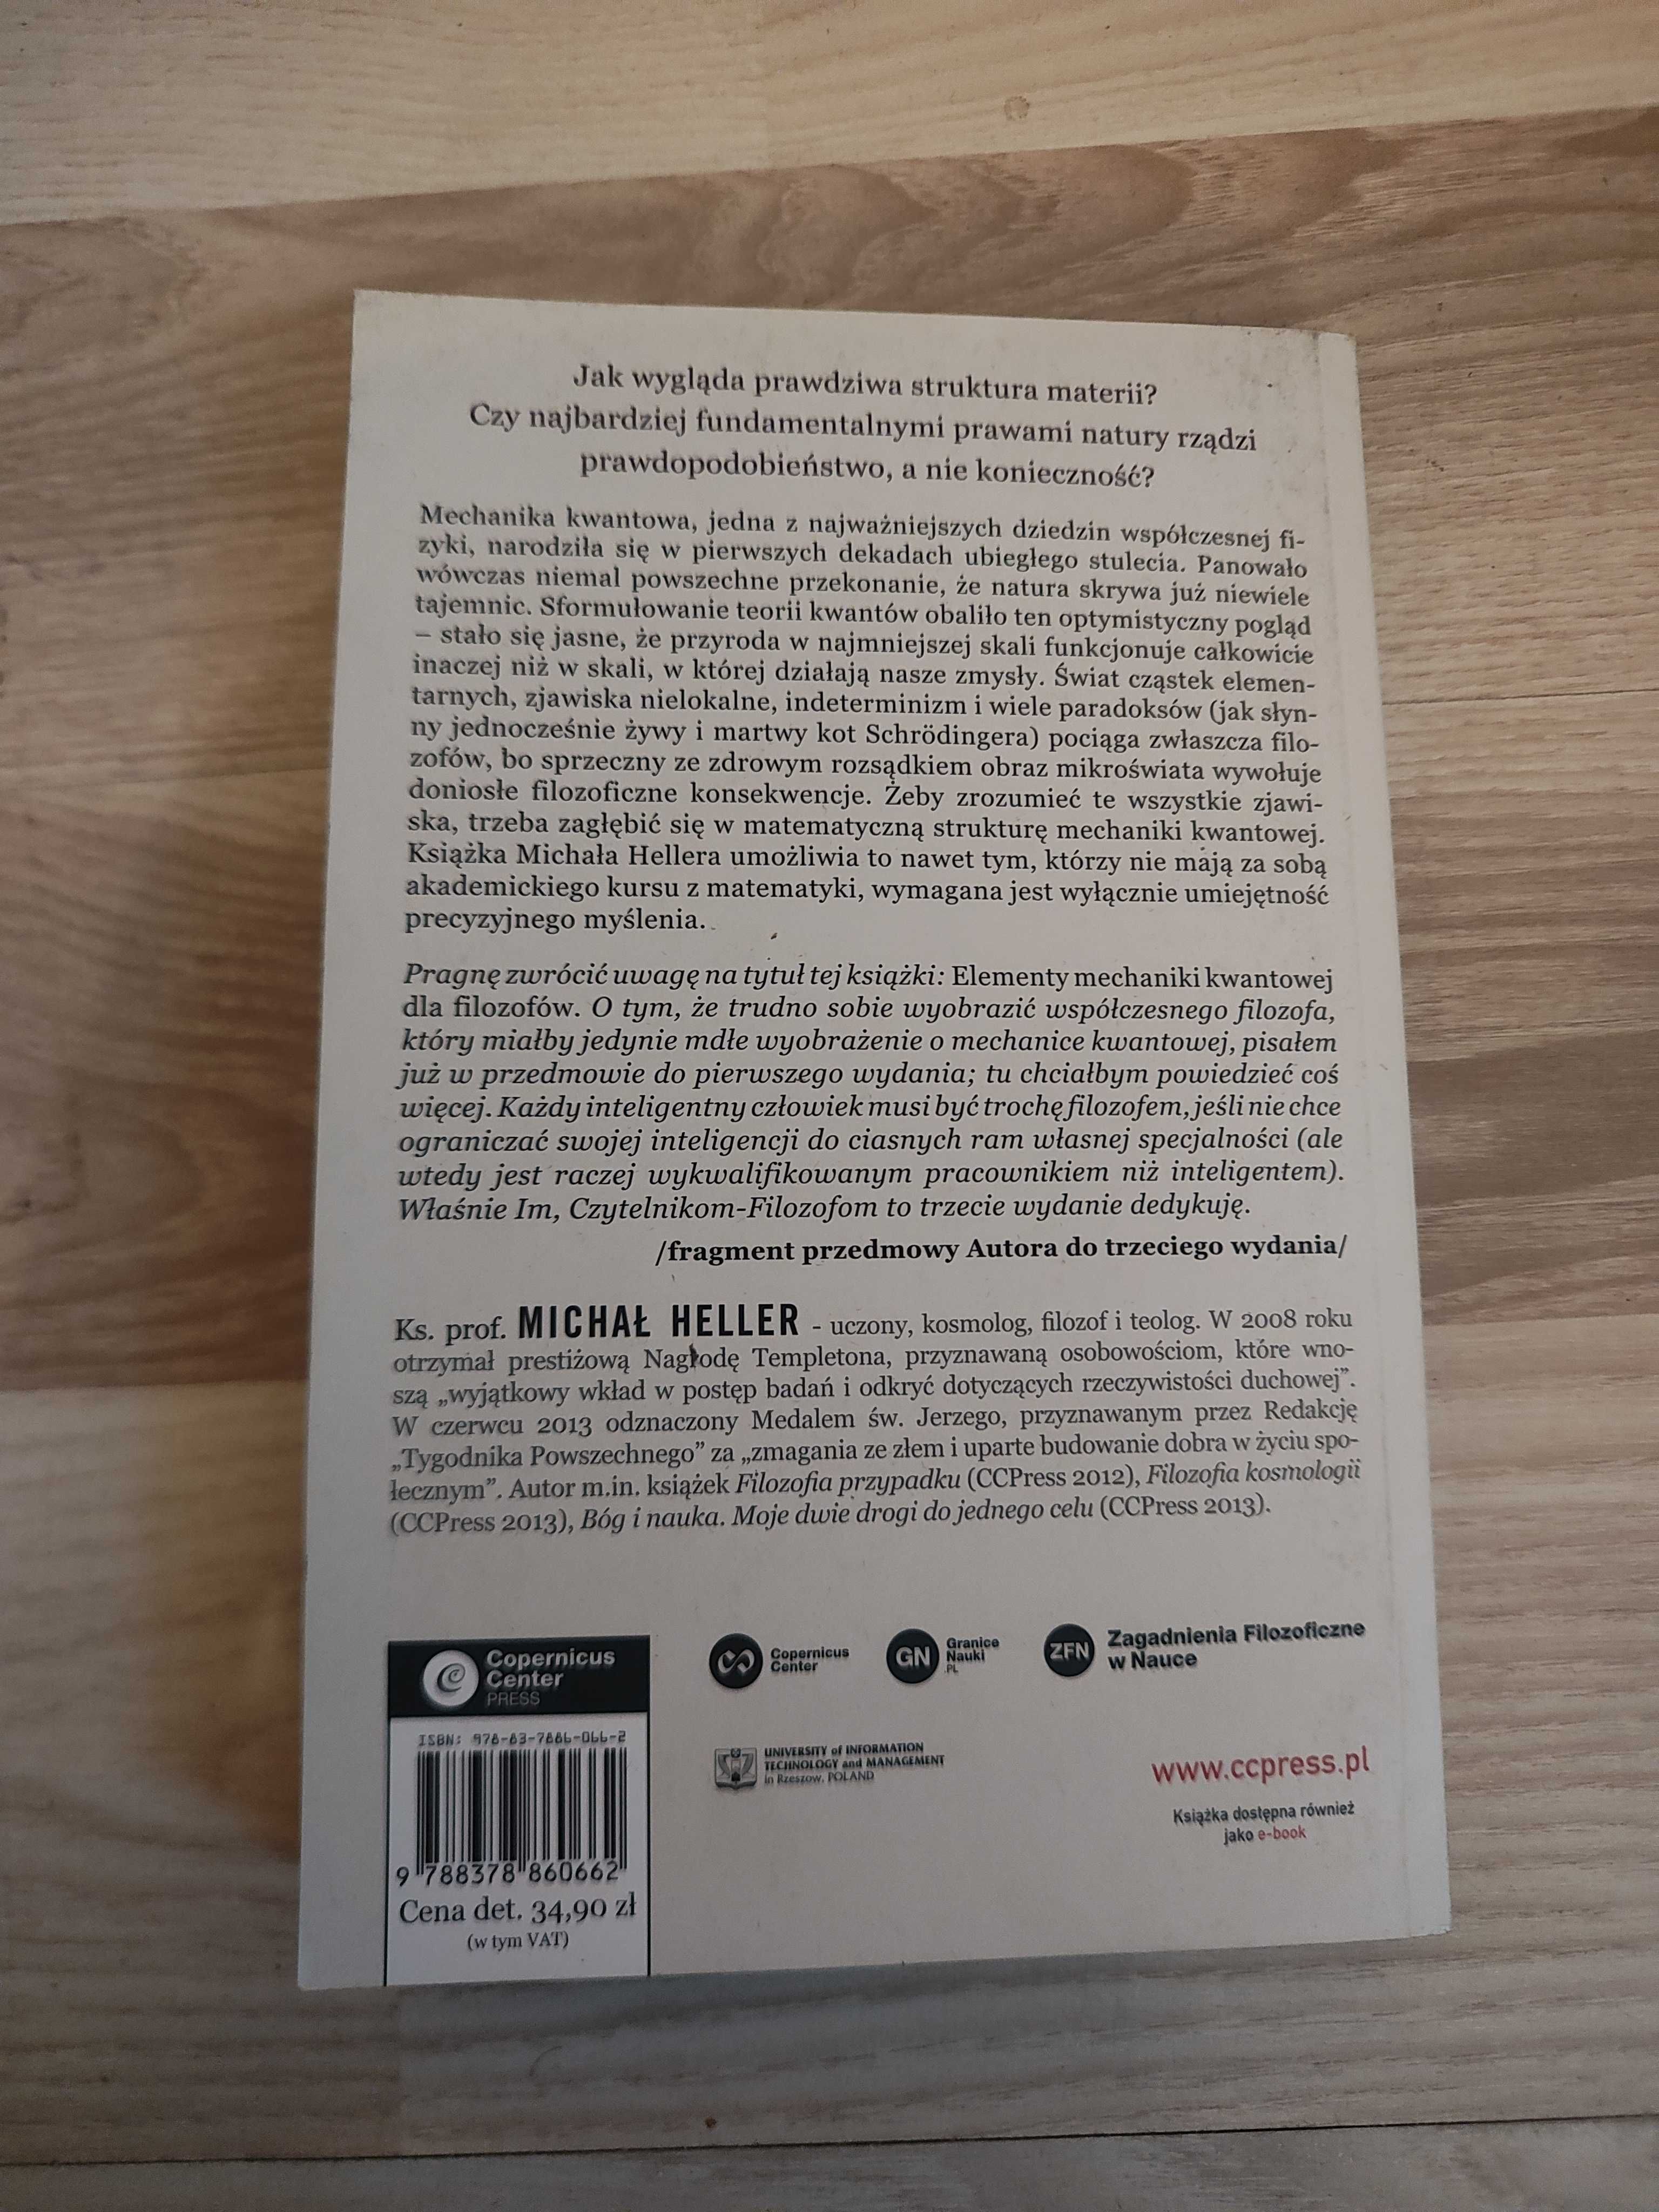 Jak wygląda prawdziwa struktura materii?
Czy najbardziej fundamentalnymi prawami natury rządzi
prawdopodobieństwo, a nie konieczność?
Mechanika kwantowa, jedna z najważniejszych dziedzin współczesnej fi-
zyki, narodziła się w pierwszych dekadach ubiegłego stulecia. Panowało
wówczas niemal powszechne przekonanie, że natura skrywa już niewiele
tajemnic. Sformułowanie teorii kwantów obaliło ten optymistyczny pogląd
– stało się jasne, że przyroda w najmniejszej skali funkcjonuje całkowicie
inaczej niż w skali, w której działają nasze zmysły. Świat cząstek elemen-
tarnych, zjawiska nielokalne, indeterminizm i wiele paradoksów (jak słyn-
ny jednocześnie żywy i martwy kot Schrödingera) pociąga zwłaszcza filo-
zofów, bo sprzeczny ze zdrowym rozsądkiem obraz mikroświata wywołuje
doniosłe filozoficzne konsekwencje. Żeby zrozumieć te wszystkie zjawi-
ska, trzeba zagłębić się w matematyczną strukturę mechaniki kwantowej.
Książka Michała Hellera umożliwia to nawet tym, którzy nie mają za sobą
akademickiego kursu z matematyki, wymagana jest wyłącznie umiejętność
precyzyjnego myślenia.
Pragnę zwrócić uwagę na tytuł tej książki: Elementy mechaniki kwantowej
dla filozofów. O tym, że trudno sobie wyobrazić współczesnego filozofa,
który miałby jedynie mdłe wyobrażenie o mechanice kwantowej, pisałem
już w przedmowie do pierwszego wydania; tu chciałbym powiedzieć coś
więcej. Każdy inteligentny człowiek musi być trochę filozofem, jeśli nie chce
ograniczać swojej inteligencji do ciasnych ram własnej specjalności (ale
wtedy jest raczej wykwalifikowanym pracownikiem niż inteligentem).
Właśnie Im, Czytelnikom-Filozofom to trzecie wydanie dedykuję.
/fragment przedmowy Autora do trzeciego wydania/
Ks. prof. MICHAŁ HELLER - uczony, kosmolog, filozof i teolog. W 2008 roku
otrzymał prestiżową Nagrodę Templetona, przyznawaną osobowościom, które wno-
szą „wyjątkowy wkład w postęp badań i odkryć dotyczących rzeczywistości duchowej”.
W czerwcu 2013 odznaczony Medalem św. Jerzego, przyznawanym przez Redakcję
„Tygodnika Powszechnego” za „zmagania ze złem i uparte budowanie dobra w życiu spo-
łecznym”. Autor m.in. książek Filozofia przypadku (CCPress 2012), Filozofia kosmologii
(CCPress 2013), Bóg i nauka. Moje dwie drogi do jednego celu (CCPress 2013).
Copernicus
Center
PRESS
ISBN: 978-83-7886-066-2
9 788378 860662
Cena det. 34,90 zł
(w tym VAT)
Copernicus
Center
GN
Granice
Nauki
.PL
ZFN
Zagadnienia Filozoficzne
w Nauce
UNIVERSITY of INFORMATION
TECHNOLOGY and MANAGEMENT
in Rzeszow, POLAND
www.ccpress.pl
Książka dostępna również
jako e-book